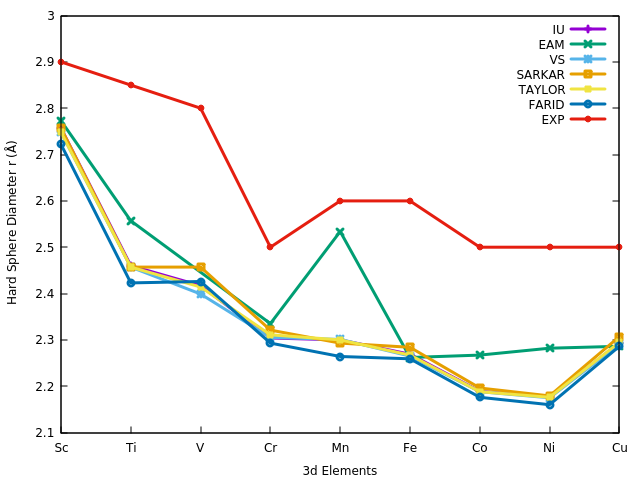 3
2.9
2.8
2.7
2.6
2.5
2.4
2.3
2.2
2.1
Hard Sphere Diameter r (Å)
IU
EAM
VS
SARKAR
TAYLOR
FARID
EXP
Sc Ti V Cr Mn Fe Co Ni Cu
3d Elements